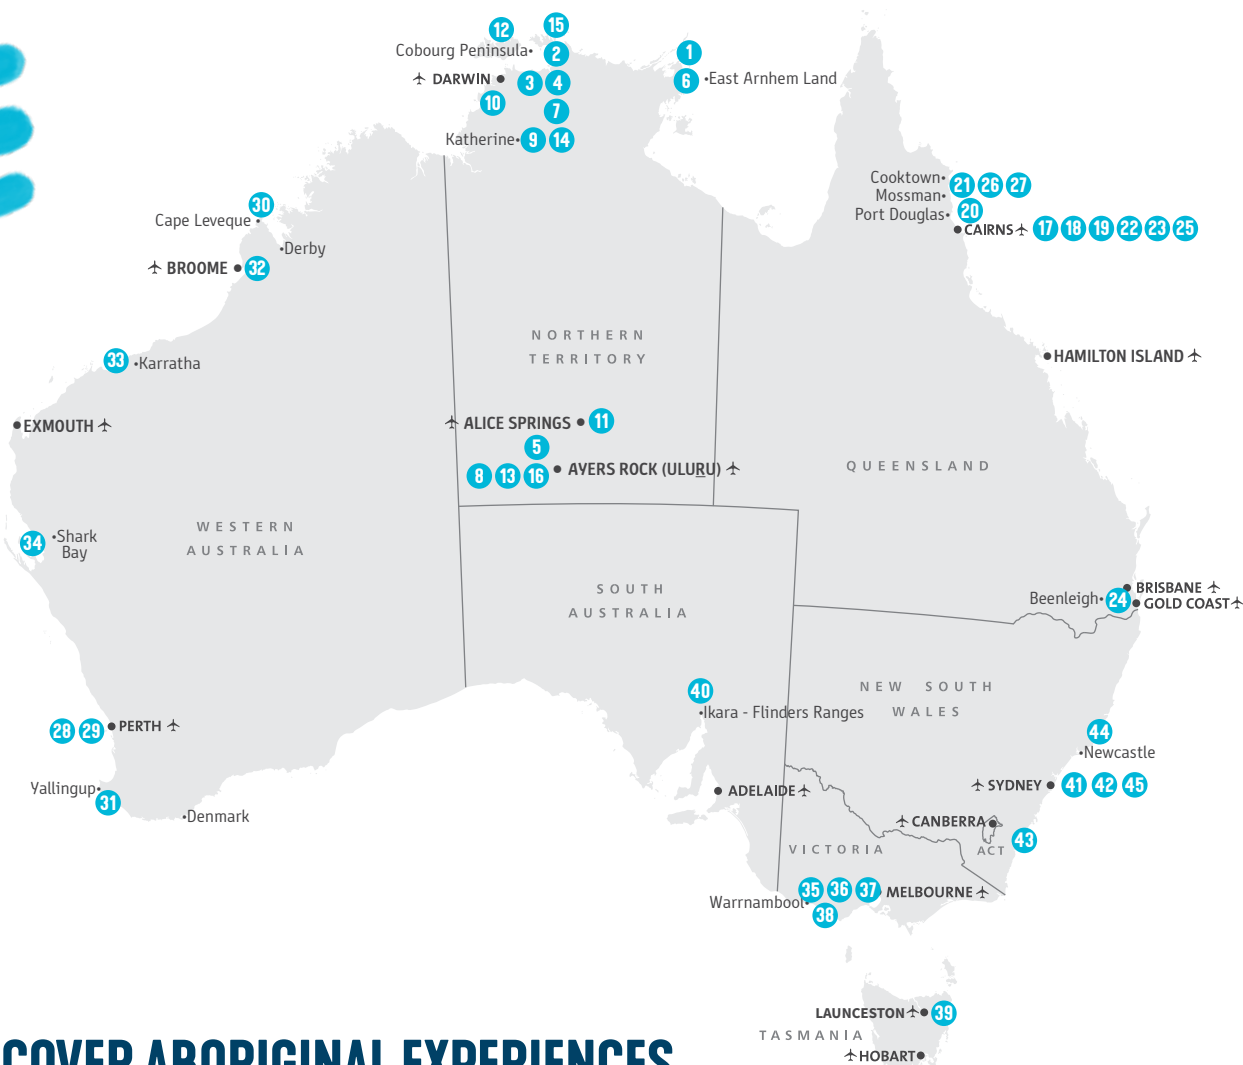 12
15
Cobourg Peninsula
2
1
DARWIN
3 4
6
East Arnhem Land
10
7
Katherine
9 14
Cooktown
21 26 27
Mossman
Port Douglas
20
CAIRNS
17 18 19 22 23 25
30
Cape Leveque
Derby
BROOME
32
NORTHERN
TERRITORY
33
Karratha
HAMILTON ISLAND
EXMOUTH
ALICE SPRINGS
11
5
8 13 16
AYERS ROCK (ULURU)
QUEENSLAND
WESTERN
AUSTRALIA
34
Shark
Bay
SOUTH
AUSTRALIA
BRISBANE
Beenleigh
24
GOLD COAST
40
Ikara - Flinders Ranges
NEW SOUTH
WALES
28 29
PERTH
44
Newcastle
Yallingup
31
Denmark
ADELAIDE
SYDNEY
41 42 45
CANBERRA
ACT
43
VICTORIA
35 36 37
MELBOURNE
Warrnambool
38
LAUNCESTON
39
TASMANIA
HOBART
COVER ABORIGINAL EXPERIENCES